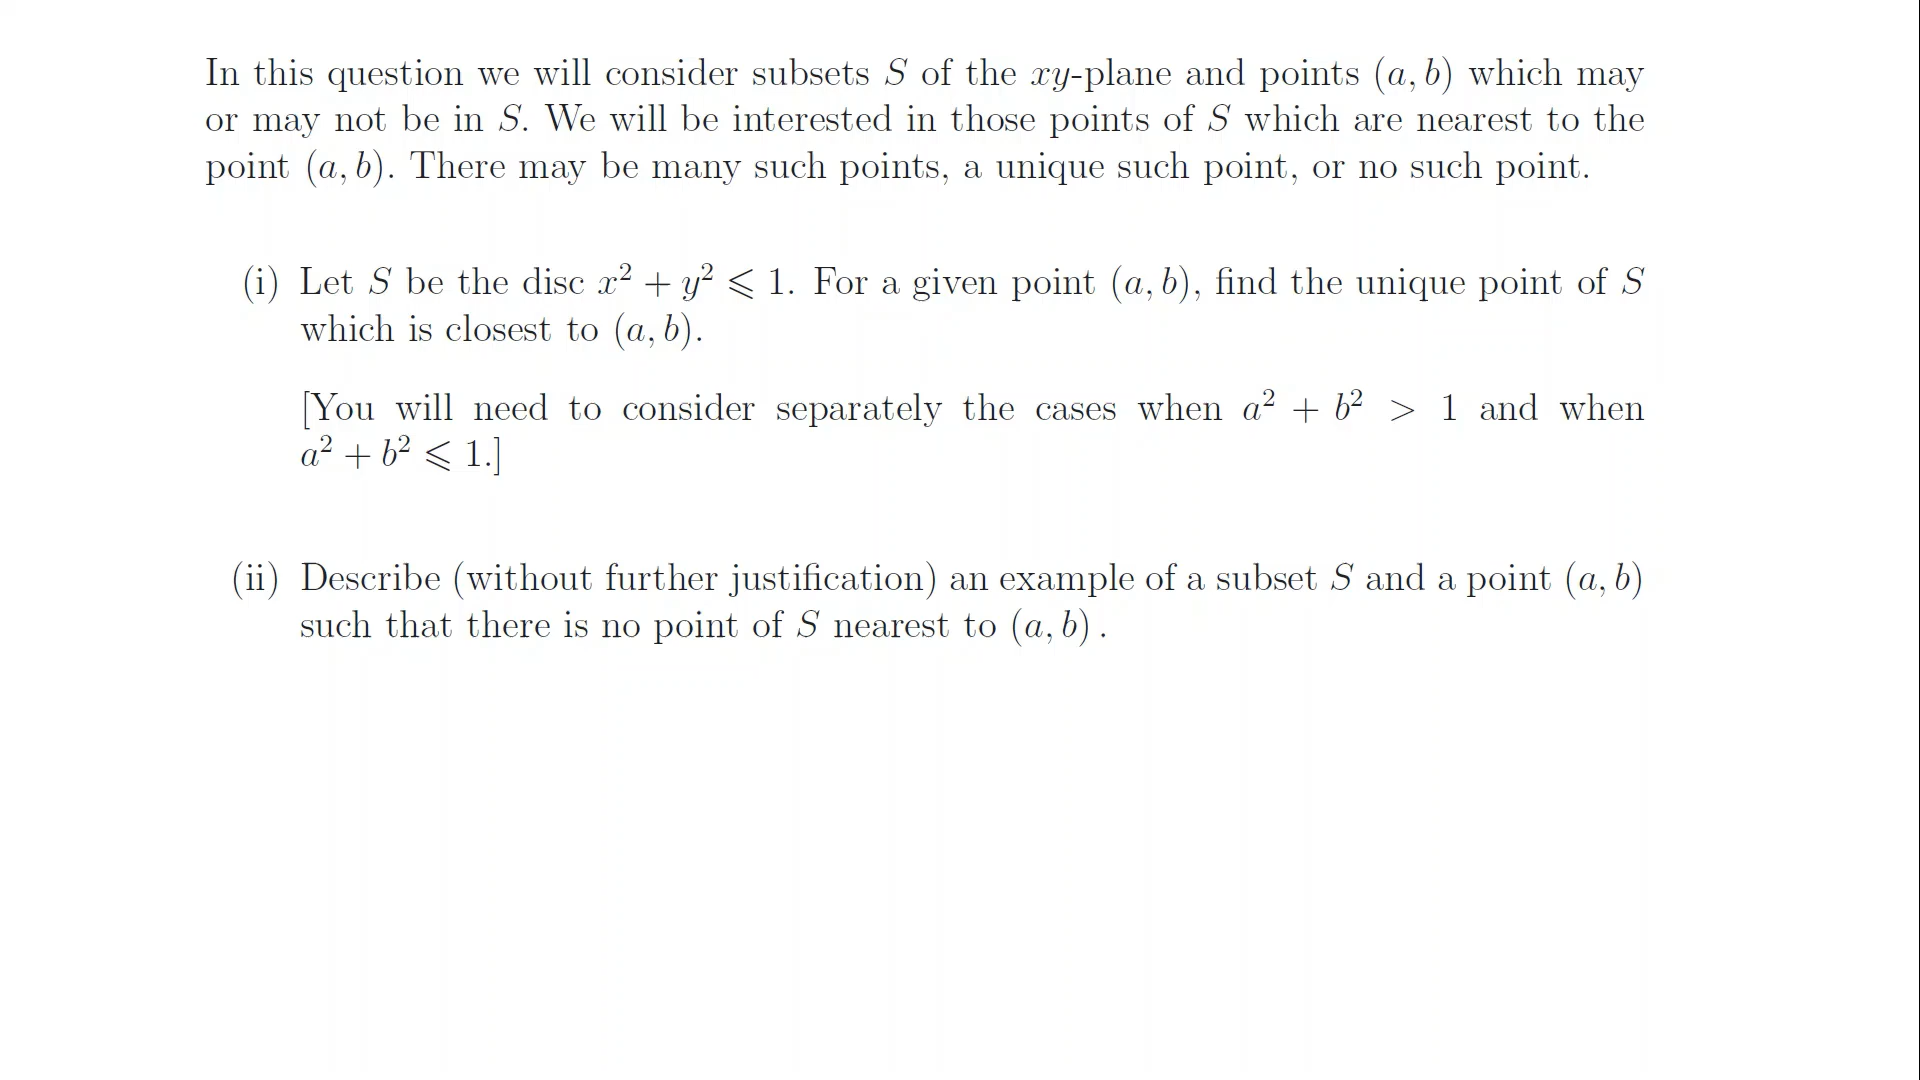 In this question we will consider subsets S of the xy-plane and points (a, b) which may
or may not be in S. We will be interested in those points of S which are nearest to the
point (a, b). There may be many such points, a unique such point, or no such point.
(i) Let S be the disc x² + y² ⩽ 1. For a given point (a, b), find the unique point of S
which is closest to (a, b).
[You will need to consider separately the cases when a² + b² > 1 and when
a² + b² ⩽ 1.]
(ii) Describe (without further justification) an example of a subset S and a point (a, b)
such that there is no point of S nearest to (a, b) .